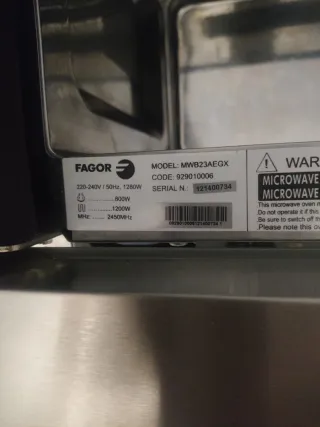 FAGOR
MODEL: MWB23AEGX
220-240V / 50Hz, 1280W
CODE: 929010006
800W
SERIAL N.: 121400734
1200W
MHz: 2450MHz
WAR
MICROWAVE
MICROWAVE
This microwave oven m
Do not operate it if this
Be sure to switch off th
Please note this ov